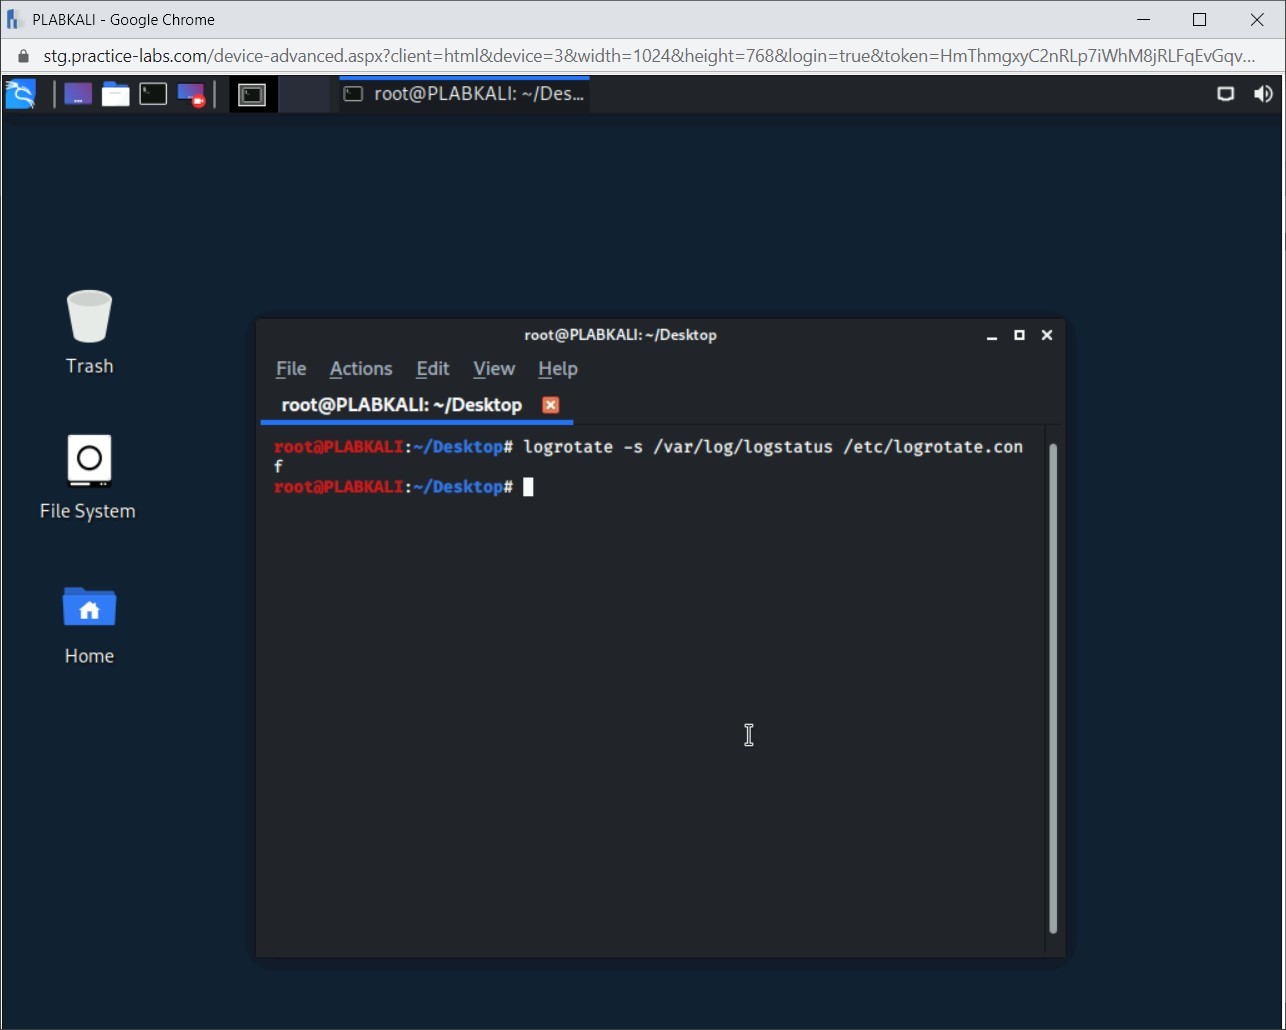 PLABKALI - Google Chrome
stg.practice-labs.com/device-advanced.aspx?client=html&device=3&width=1024&height=768&login=true&token=HmThmgxyC2nRLp7iWhM8jRLFqEvGqv...
root@PLABKALI: ~/Des...
Trash
File System
Home
root@PLABKALI: ~/Desktop
File Actions Edit View Help
root@PLABKALI: ~/Desktop
root@PLABKALI:~/Desktop# logrotate -s /var/log/logstatus /etc/logrotate.con
f
root@PLABKALI:~/Desktop#